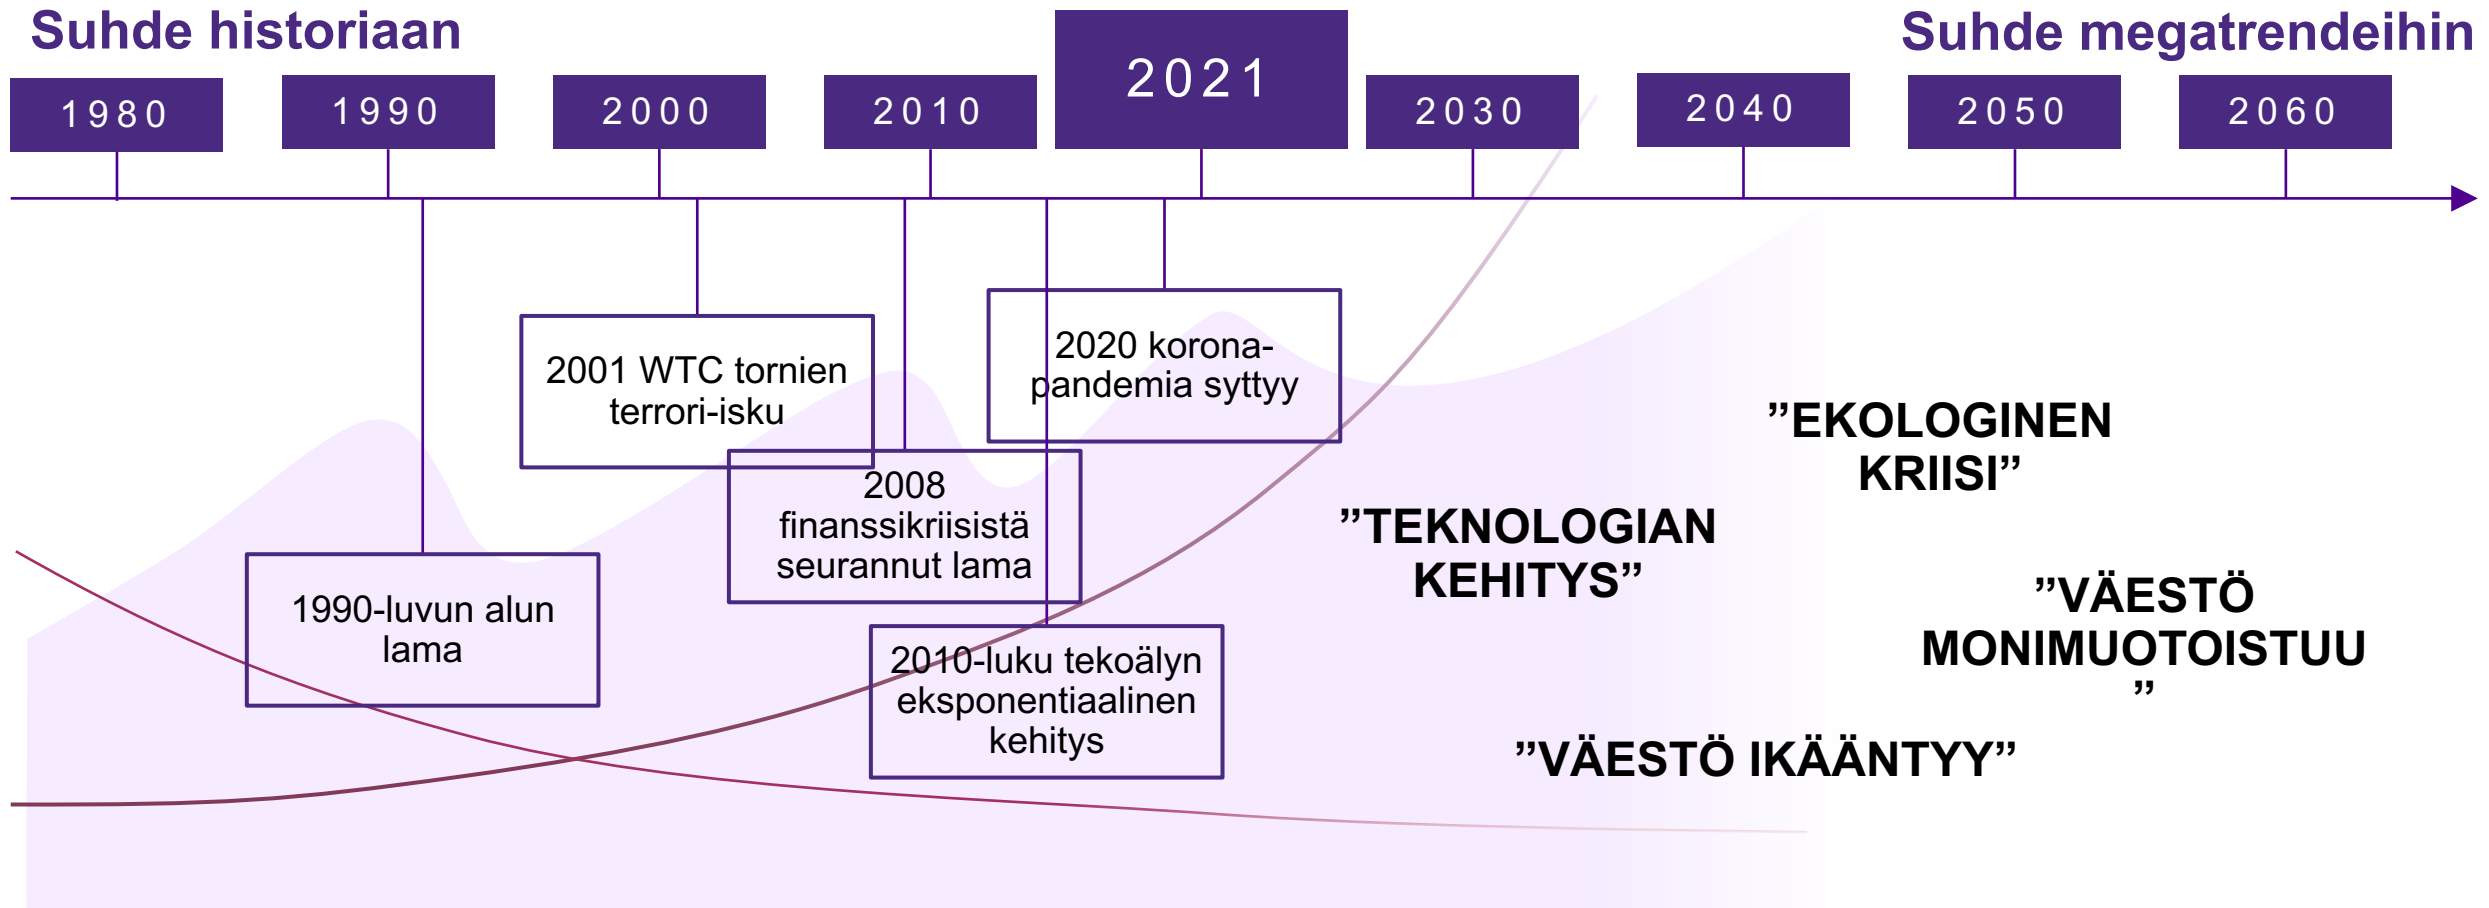 Suhde historiaan
Suhde megatrendeihin
1980
1990
2000
2010
2021
2030
2040
2050
2060
2001 WTC tornien
terrori-isku
2020 korona-
pandemia syttyy
2008
finanssikriisistä
seurannut lama
1990-luvun alun
lama
2010-luku tekoälyn
eksponentiaalinen
kehitys
”EKOLOGINEN
KRIISI”
”TEKNOLOGIAN
KEHITYS”
”VÄESTÖ
MONIMUOTOISTUU
”
”VÄESTÖ IKÄÄNTYY”